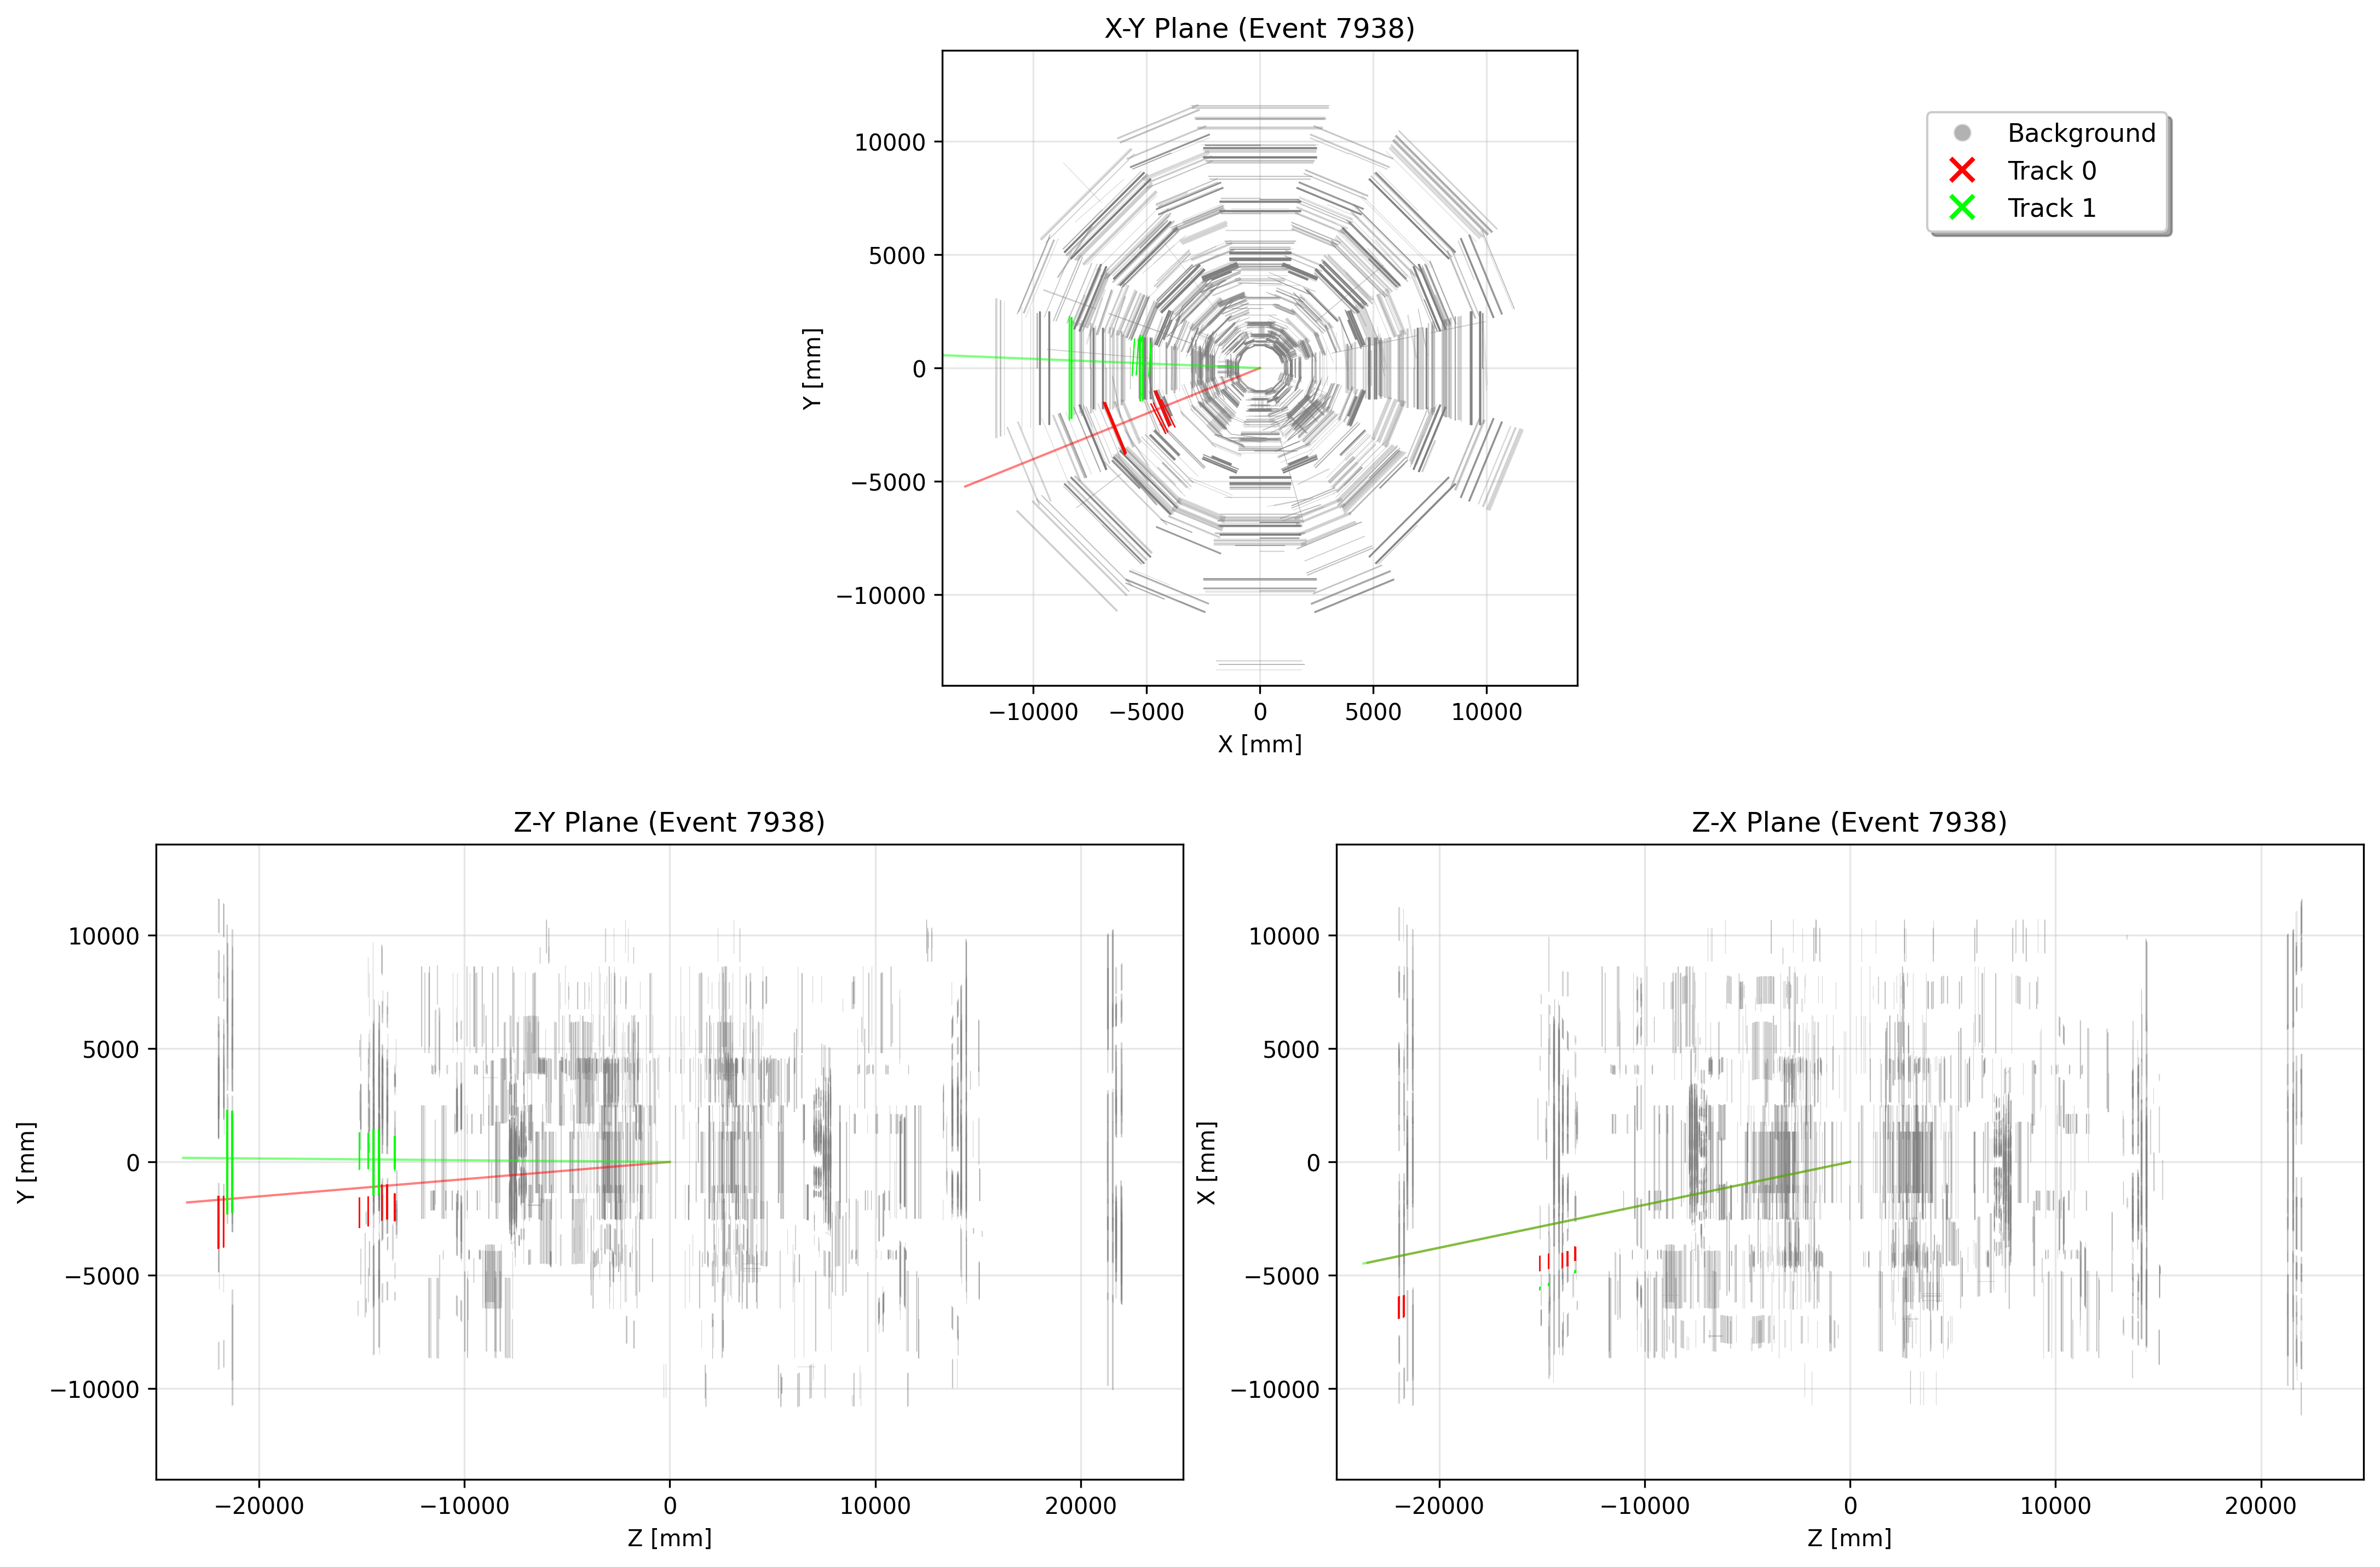 X-Y Plane (Event 7938)
Background
Track 0
Track 1
10000
5000
0
−5000
−10000
Y [mm]
−10000 −5000 0 5000 10000
X [mm]
Z-Y Plane (Event 7938)
10000
5000
0
−5000
−10000
Y [mm]
−20000 −10000 0 10000 20000
Z [mm]
Z-X Plane (Event 7938)
10000
5000
0
−5000
−10000
X [mm]
−20000 −10000 0 10000 20000
Z [mm]